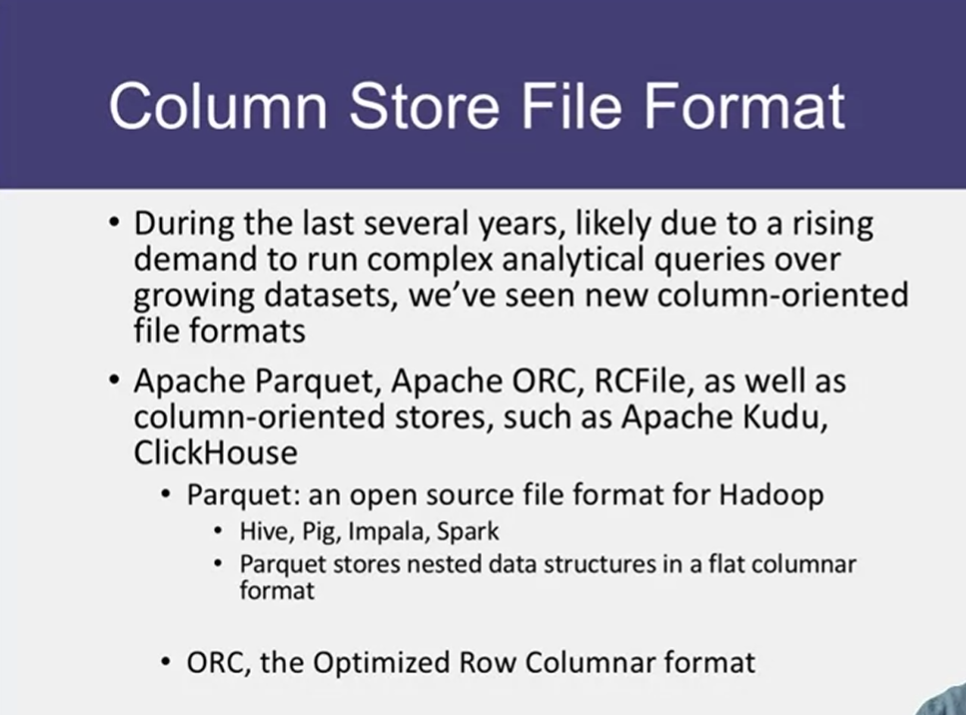 Column Store File Format
• During the last several years, likely due to a rising
demand to run complex analytical queries over
growing datasets, we've seen new column-oriented
file formats
• Apache Parquet, Apache ORC, RCFile, as well as
column-oriented stores, such as Apache Kudu,
ClickHouse
• Parquet: an open source file format for Hadoop
• Hive, Pig, Impala, Spark
• Parquet stores nested data structures in a flat columnar
format
• ORC, the Optimized Row Columnar format